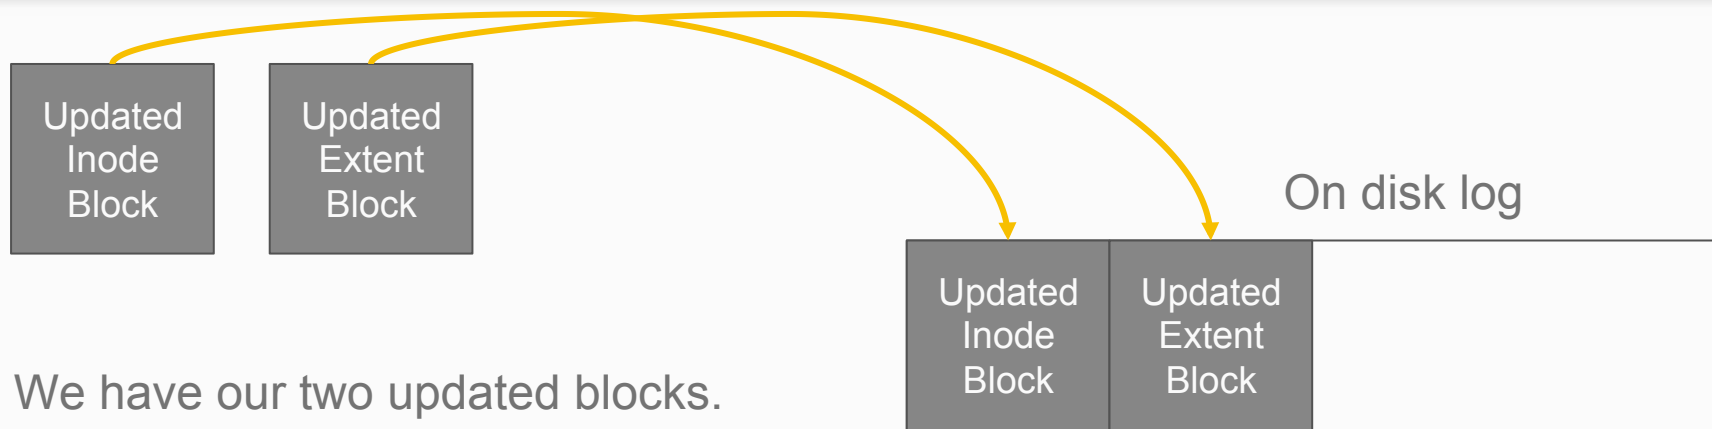 Updated
Inode
Block
Updated
Extent
Block
On disk log
Updated
Inode
Block
Updated
Extent
Block
We have our two updated blocks.